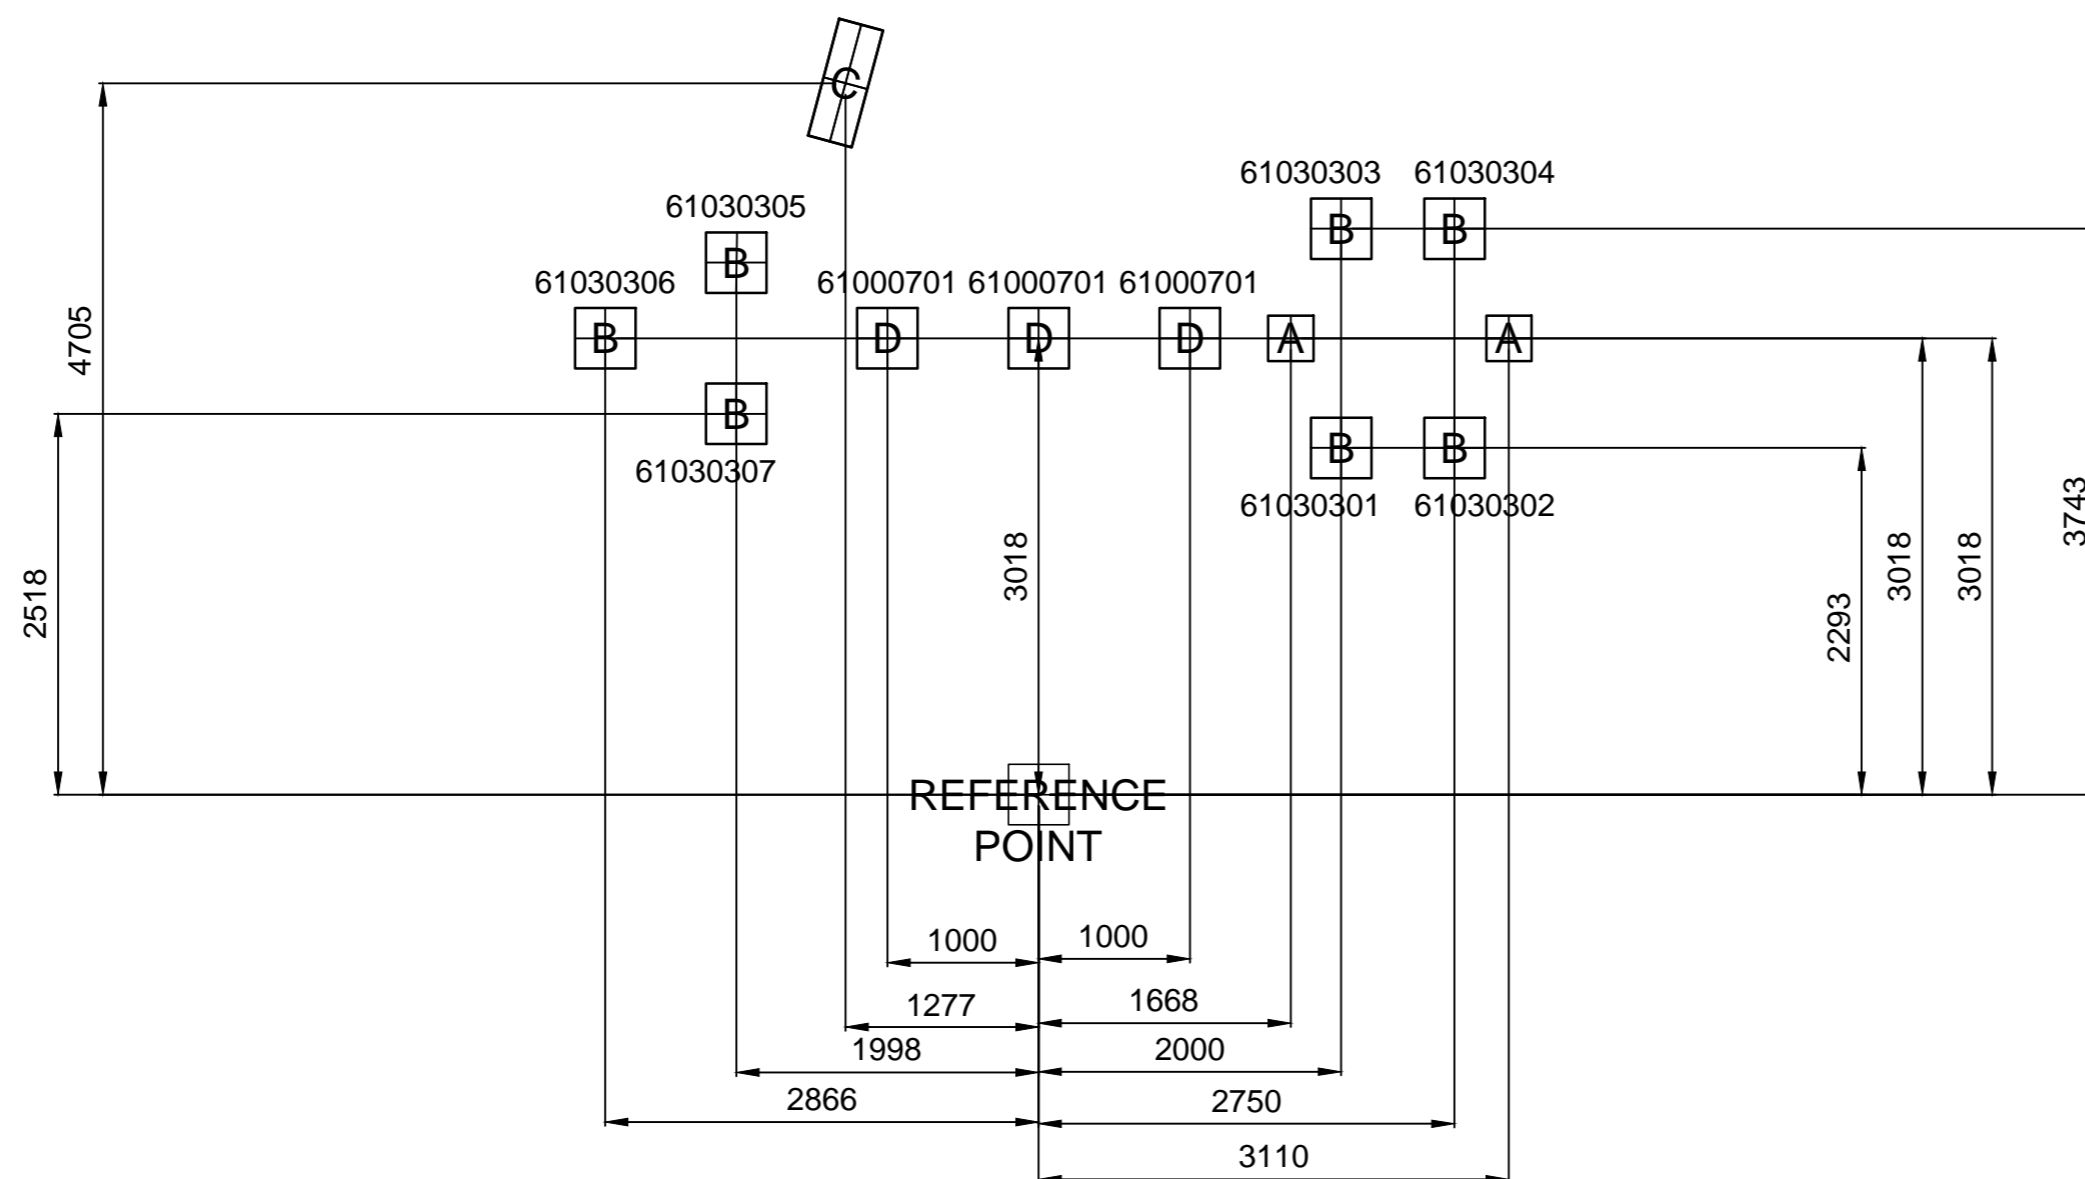 C
61030303 61030304
61030305
B B
B
61030306 61000701 61000701 61000701
B D D D A A
4705
B
61030307
B B
61030301 61030302
3743
3018
3018
3018
2518
2293
REFERENCE
POINT
1000 1000
1277 1668
1998 2000
2866 2750
3110